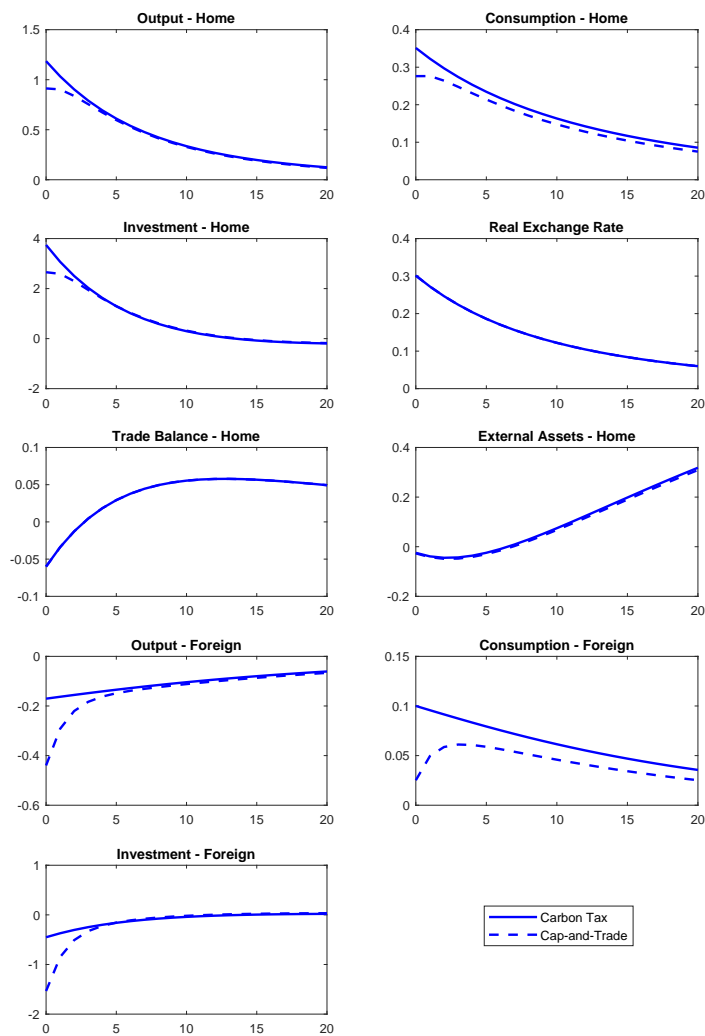 Output - Home
1.5
1
0.5
0
0 5 10 15 20
Consumption - Home
0.4
0.3
0.2
0.1
0
0 5 10 15 20
Investment - Home
4
2
0
-2
0 5 10 15 20
Real Exchange Rate
0.4
0.3
0.2
0.1
0
0 5 10 15 20
Trade Balance - Home
0.1
0.05
0
-0.05
-0.1
0 5 10 15 20
External Assets - Home
0.4
0.2
0
-0.2
0 5 10 15 20
Output - Foreign
0
-0.2
-0.4
-0.6
0 5 10 15 20
Consumption - Foreign
0.15
0.1
0.05
0
0 5 10 15 20
Investment - Foreign
1
0
-1
-2
0 5 10 15 20
Carbon Tax
Cap-and-Trade